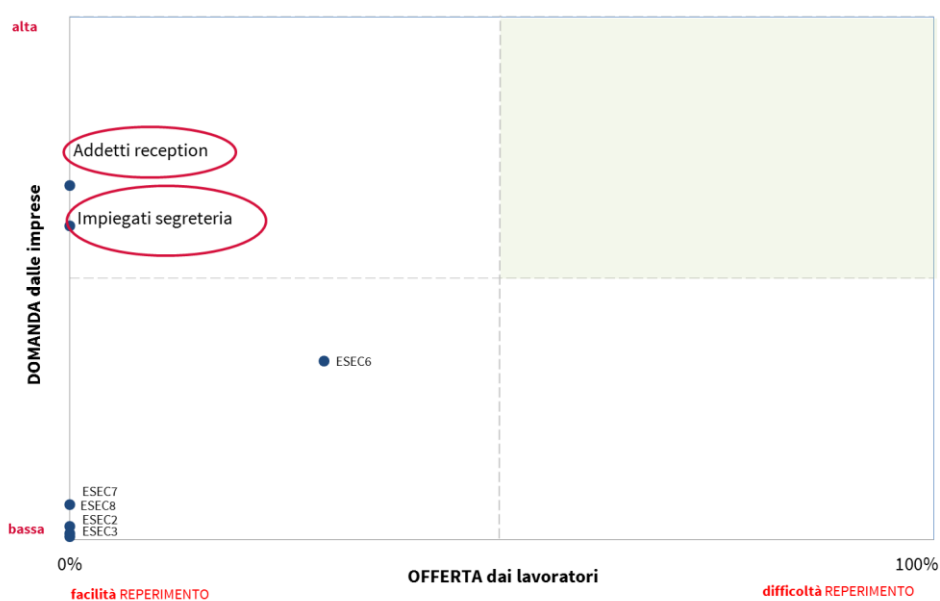 alta
Addetti reception
Impiegati segreteria
DOMANDA dalle imprese
ESEC6
ESEC7
ESEC8
ESEC2
ESEC3
bassa
0%
100%
OFFERTA dai lavoratori
facilità REPERIMENTO
difficoltà REPERIMENTO